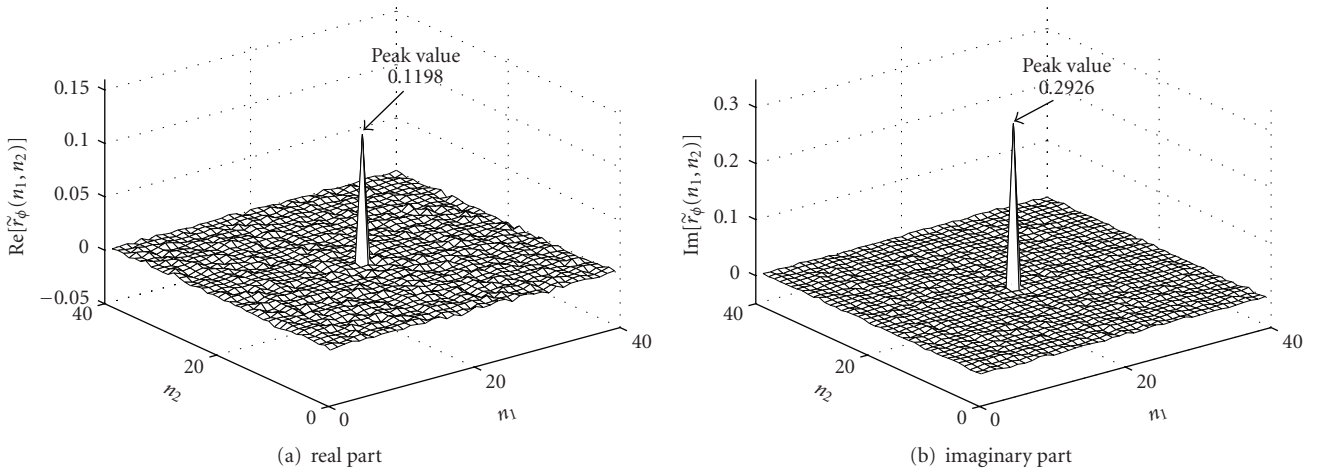 Peak value
0.1198
0.15
0.1
0.05
0
−0.05
Re[r̃ϕ(n1, n2)]
40
20
0
n2
0
20
40
n1
(a) real part
Peak value
0.2926
0.3
0.2
0.1
0
Im[r̃ϕ(n1, n2)]
40
20
0
n2
0
20
40
n1
(b) imaginary part